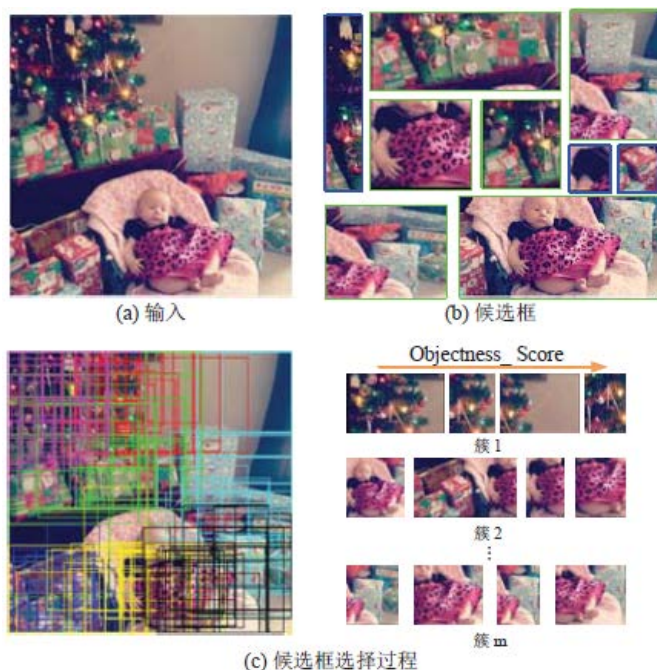 (a) 输入
(b) 候选框
Objectness_ Score
簇 1
簇 2
⋮
簇 m
(c) 候选框选择过程